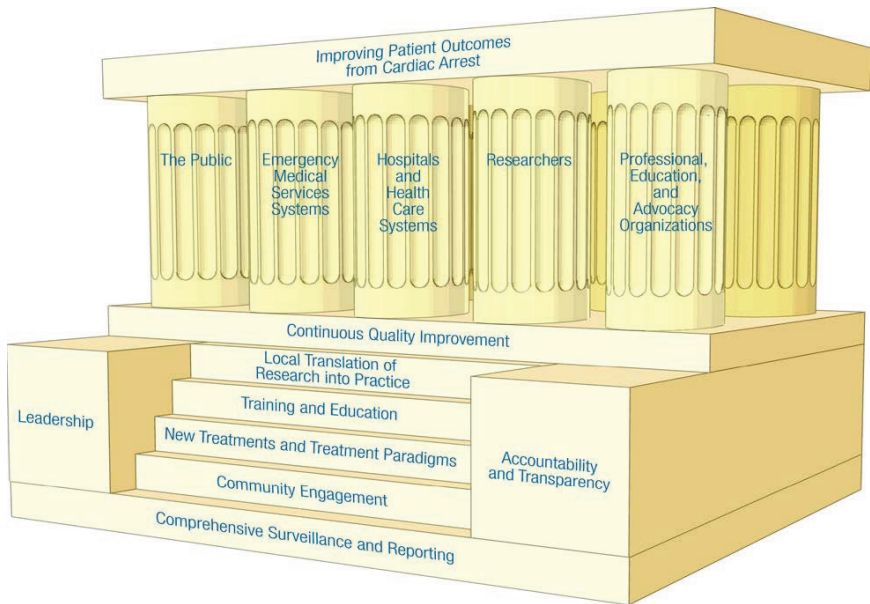 Improving Patient Outcomes
from Cardiac Arrest
The Public
Emergency
Medical
Services
Systems
Hospitals
and
Health
Care
Systems
Researchers
Professional,
Education,
and
Advocacy
Organizations
Continuous Quality Improvement
Local Translation of
Research into Practice
Training and Education
New Treatments and Treatment Paradigms
Community Engagement
Leadership
Accountability
and Transparency
Comprehensive Surveillance and Reporting